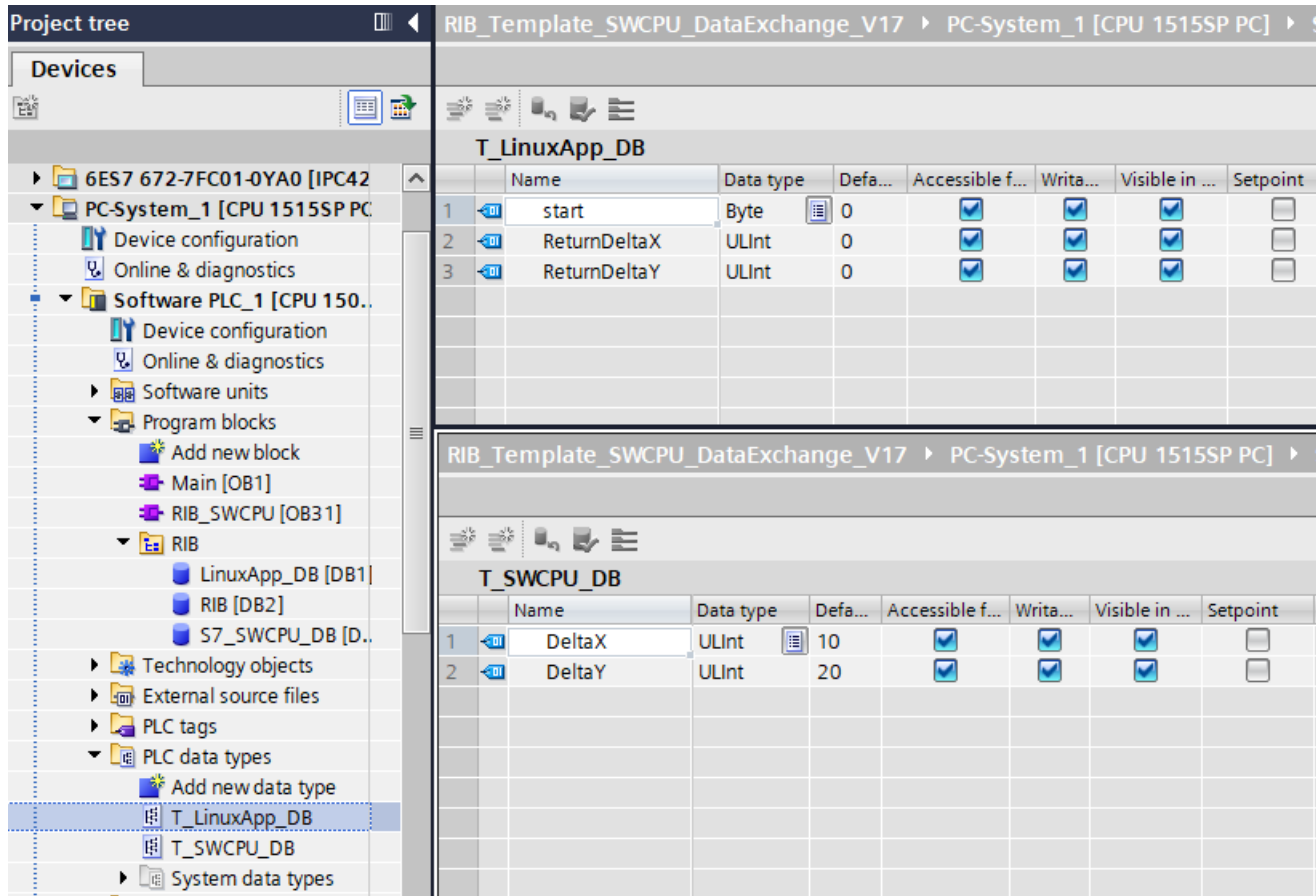 Project tree
Devices
6ES7 672-7FC01-0YA0 [IPC42
PC-System_1 [CPU 1515SP PC
Device configuration
Online & diagnostics
Software PLC_1 [CPU 150..
Device configuration
Online & diagnostics
Software units
Program blocks
Add new block
Main [OB1]
RIB_SWCPU [OB31]
RIB
LinuxApp_DB [DB1]
RIB [DB2]
S7_SWCPU_DB [D..
Technology objects
External source files
PLC tags
PLC data types
Add new data type
T_LinuxApp_DB
T_SWCPU_DB
System data types
RIB_Template_SWCPU_DataExchange_V17 PC-System_1 [CPU 1515SP PC]
T_LinuxApp_DB
Name Data type Defa... Accessible f... Writa... Visible in ... Setpoint
1 start Byte 0
2 ReturnDeltaX ULInt 0
3 ReturnDeltaY ULInt 0
RIB_Template_SWCPU_DataExchange_V17 PC-System_1 [CPU 1515SP PC]
T_SWCPU_DB
Name Data type Defa... Accessible f... Writa... Visible in ... Setpoint
1 DeltaX ULInt 10
2 DeltaY ULInt 20